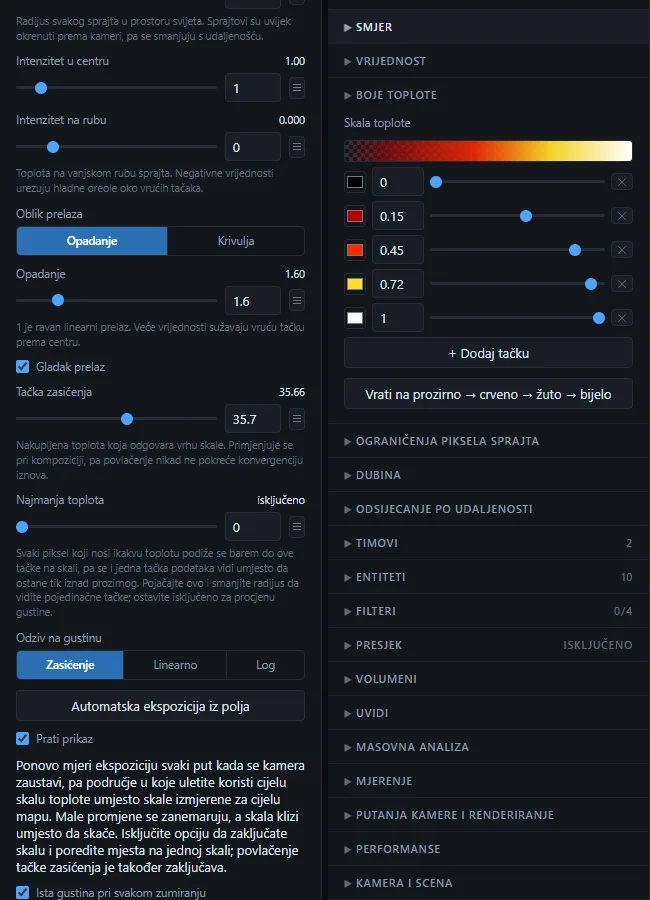 Radijus svakog sprajta u prostoru svijeta. Sprajtovi su uvijek
okrenuti prema kameri, pa se smanjuju s udaljenošću.
Intenzitet u centru 1.00
1
Intenzitet na rubu 0.000
0
Toplota na vanjskom rubu sprajta. Negativne vrijednosti
urezuju hladne oreole oko vrućih tačaka.
Oblik prelaza
Opadanje Krivulja
Opadanje 1.60
1.6
1 je ravan linearni prelaz. Veće vrijednosti sužavaju vruću tačku
prema centru.
Gladak prelaz
Tačka zasićenja 35.66
35.7
Nakupljena toplota koja odgovara vrhu skale. Primjenjuje se
pri kompoziciji, pa povlačenje nikad ne pokreće konvergenciju
iznova.
Najmanja toplota isključeno
0
Svaki piksel koji nosi ikakvu toplotu podiže se barem do ove
tačke na skali, pa se i jedna tačka podataka vidi umjesto da
ostane tik iznad prozirnog. Pojačajte ovo i smanjite radijus da
vidite pojedinačne tačke; ostavite isključeno za procjenu
gustine.
Odziv na gustinu
Zasićenje Linearno Log
Automatska ekspozicija iz polja
Prati prikaz
Ponovo mjeri ekspoziciju svaki put kada se kamera
zaustavi, pa područje u koje uletite koristi cijelu
skalu toplote umjesto skale izmjerene za cijelu
mapu. Male promjene se zanemaruju, a skala klizi
umjesto da skače. Isključite opciju da zaključate
skalu i poredite mjesta na jednoj skali; povlačenje
tačke zasićenja je također zaključava.
Ista gustina pri svakom zumiranju
SMJER
VRIJEDNOST
BOJE TOPLOTE
Skala toplote
0
0.15
0.45
0.72
1
+ Dodaj tačku
Vrati na prozirno → crveno → žuto → bijelo
OGRANIČENJA PIKSELA SPRAJTA
DUBINA
ODSIJECANJE PO UDALJENOSTI
TIMOVI 2
ENTITETI 10
FILTERI 0/4
PRESJEK ISKLJUČENO
VOLUMENI
UVIDI
MASOVNA ANALIZA
MJERENJE
PUTANJA KAMERE I RENDERIRANJE
PERFORMANSE
KAMERA I SCENA